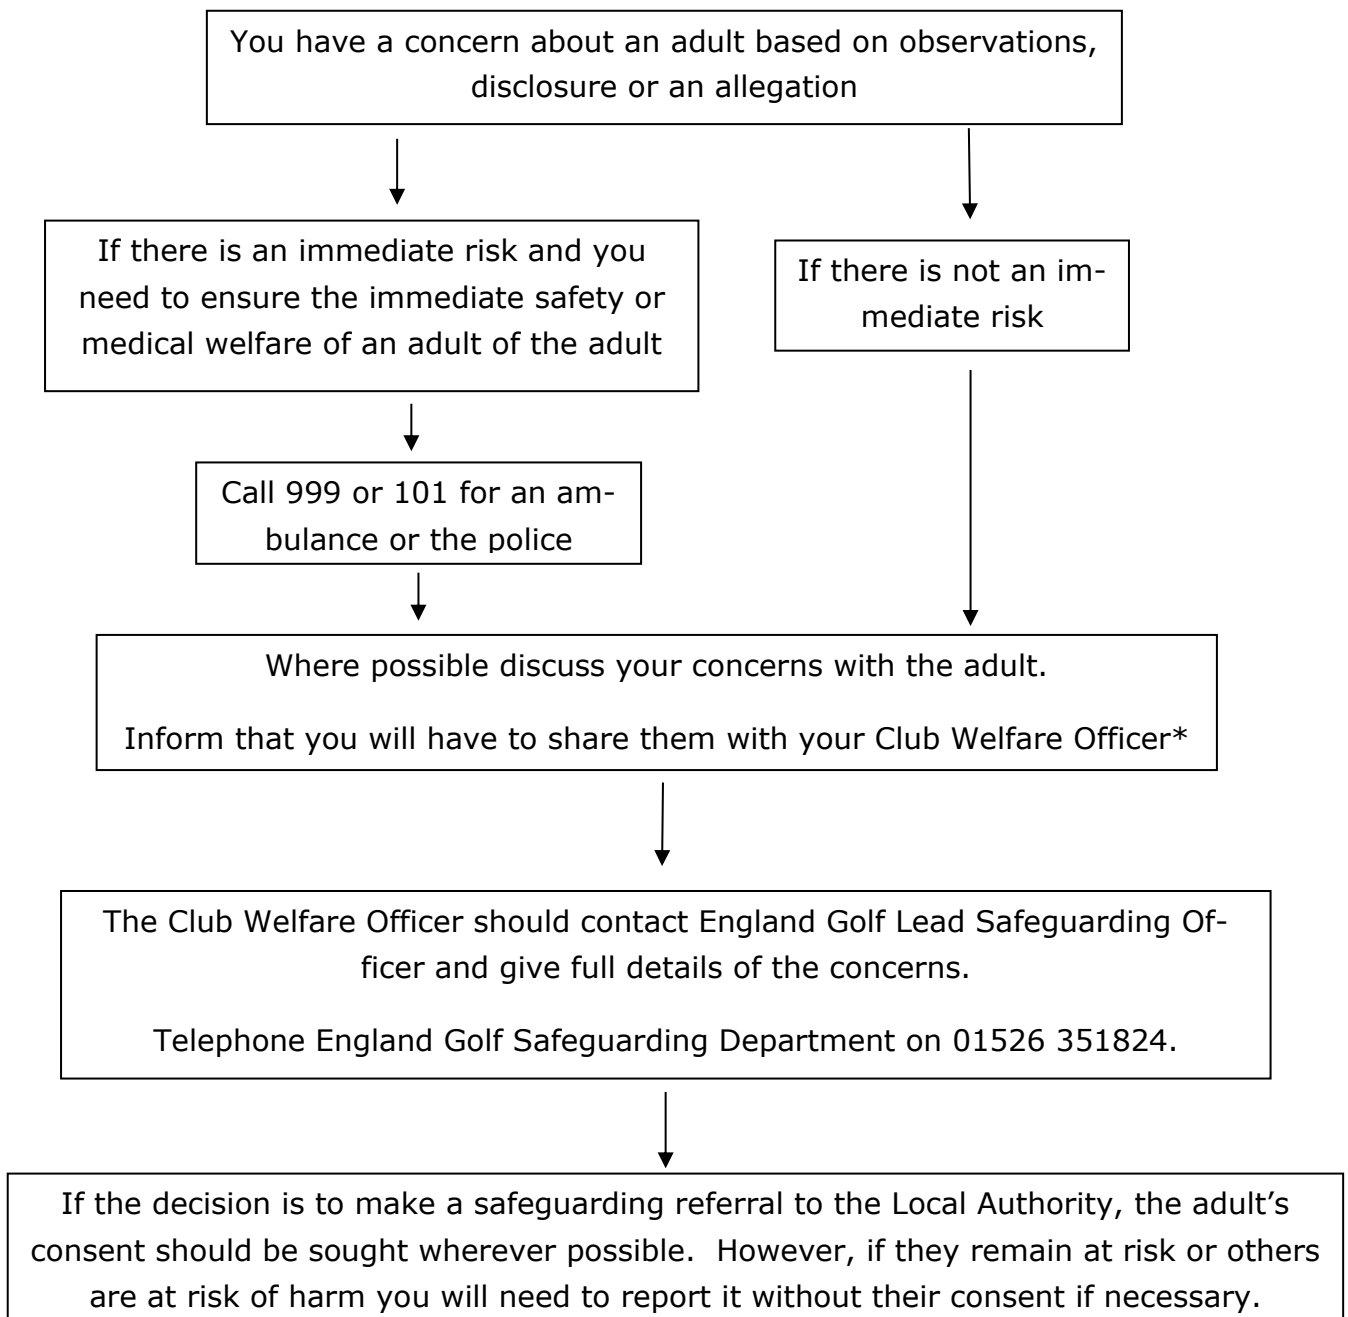 You have a concern about an adult based on observations,
disclosure or an allegation
If there is an immediate risk and you
need to ensure the immediate safety or
medical welfare of an adult of the adult
If there is not an im-
mediate risk
Call 999 or 101 for an am-
bulance or the police
Where possible discuss your concerns with the adult.
Inform that you will have to share them with your Club Welfare Officer*
The Club Welfare Officer should contact England Golf Lead Safeguarding Of-
ficer and give full details of the concerns.
Telephone England Golf Safeguarding Department on 01526 351824.
If the decision is to make a safeguarding referral to the Local Authority, the adult’s
consent should be sought wherever possible.  However, if they remain at risk or others
are at risk of harm you will need to report it without their consent if necessary.